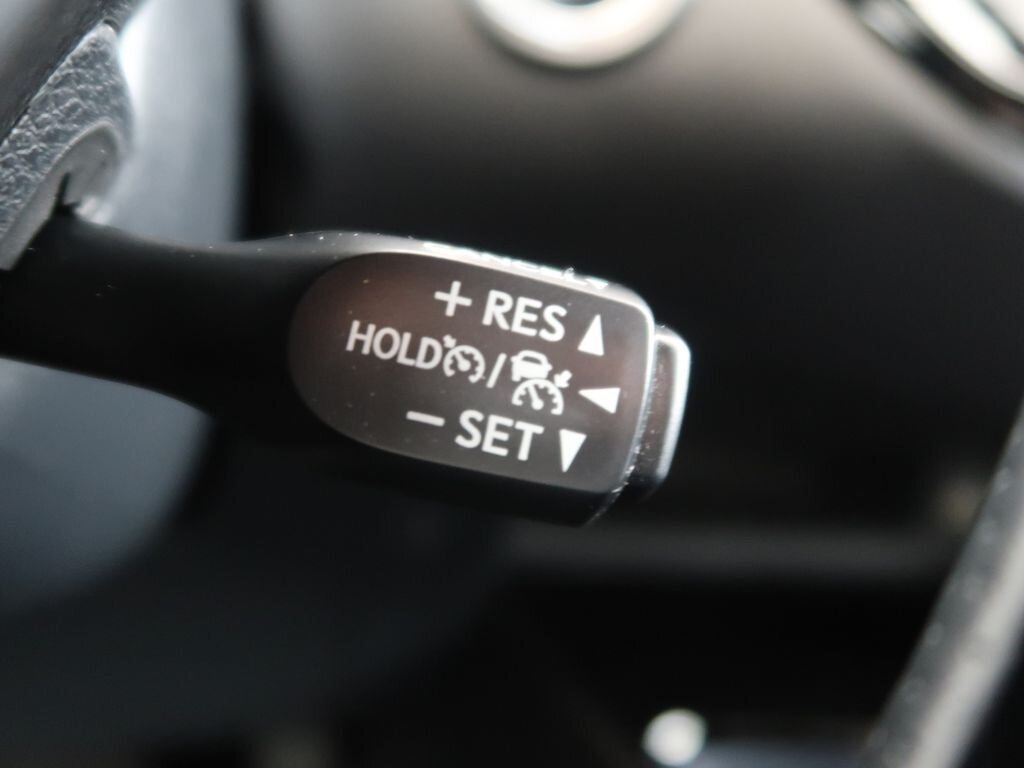 + RES ▲
HOLD / ◀
− SET ▼